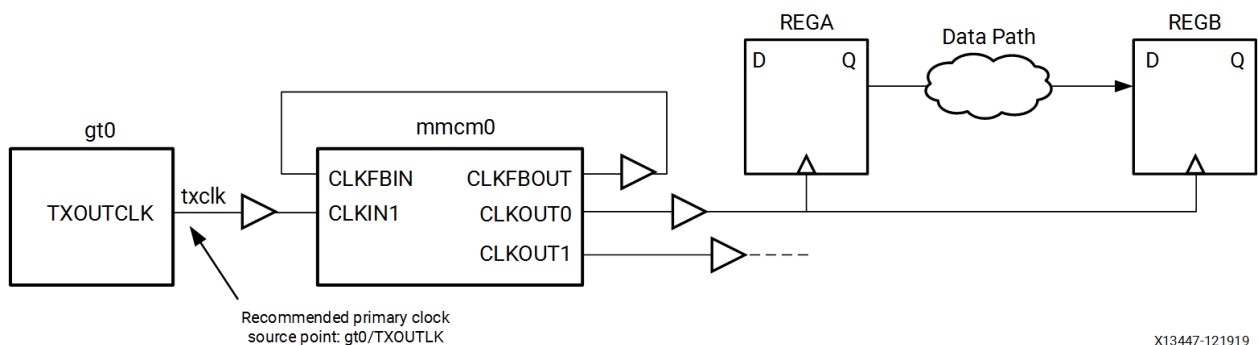 REGA
REGB
D
Q
Data Path
D
Q
gt0
mmcm0
TXOUTCLK
txclk
CLKFBIN
CLKFBOUT
CLKIN1
CLKOUT0
CLKOUT1
Recommended primary clock
source point: gt0/TXOUTLK
X13447-121919